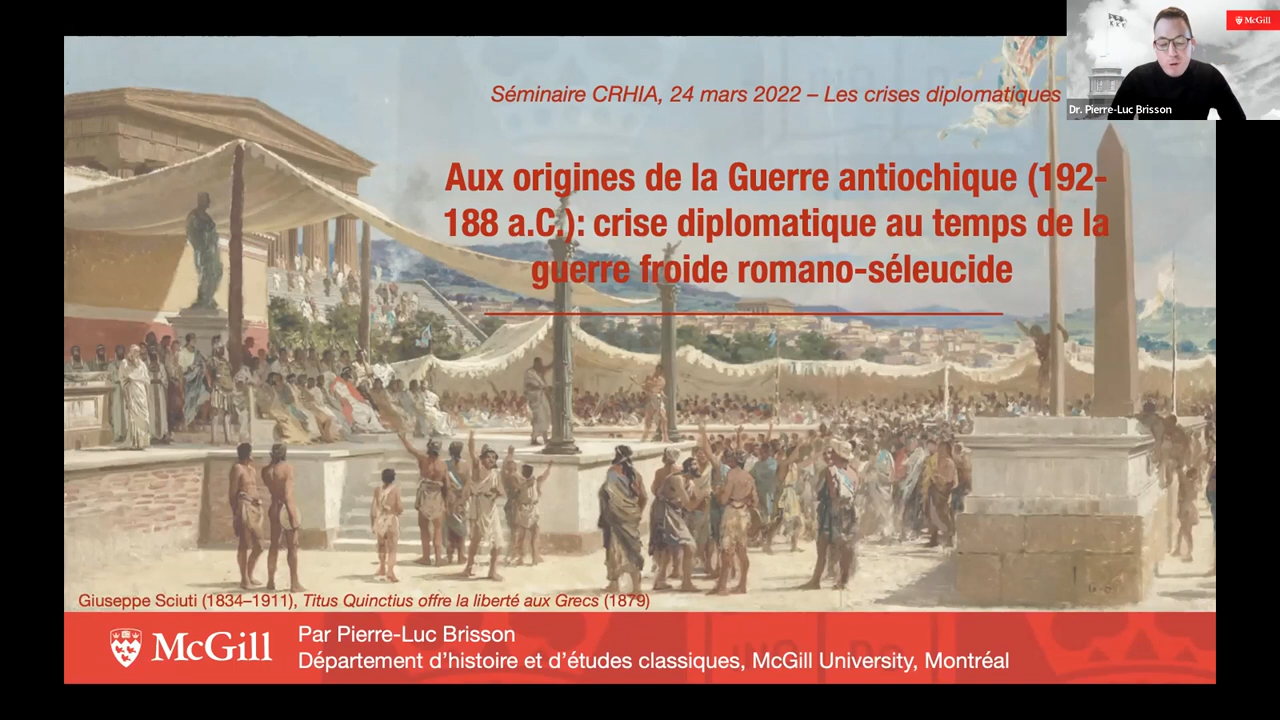 McGill
Dr. Pierre-Luc Brisson
Séminaire CRHIA, 24 mars 2022 – Les crises diplomatiques
Aux origines de la Guerre antiochique (192-
188 a.C.): crise diplomatique au temps de la
guerre froide romano-séleucide
Giuseppe Sciuti (1834–1911), Titus Quinctius offre la liberté aux Grecs (1879)
McGill
Par Pierre-Luc Brisson
Département d’histoire et d’études classiques, McGill University, Montréal